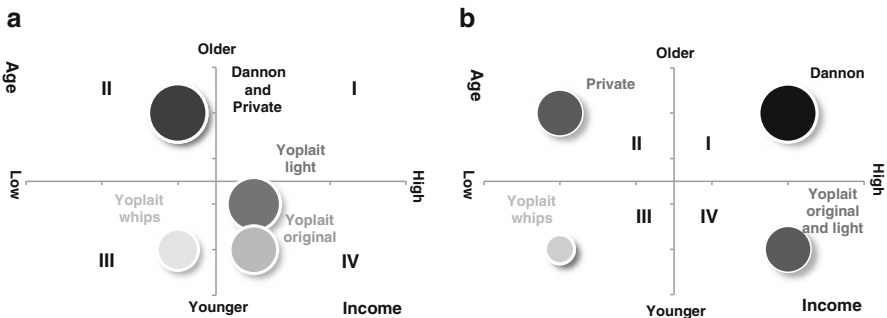 a
Older
Age
II
Dannon
and
Private
I
Yoplait
light
Low
High
Yoplait
whips
Yoplait
original
III
IV
Younger
Income
b
Older
Age
Private
Dannon
II
I
Low
High
Yoplait
whips
III
IV
Yoplait
original
and light
Younger
Income